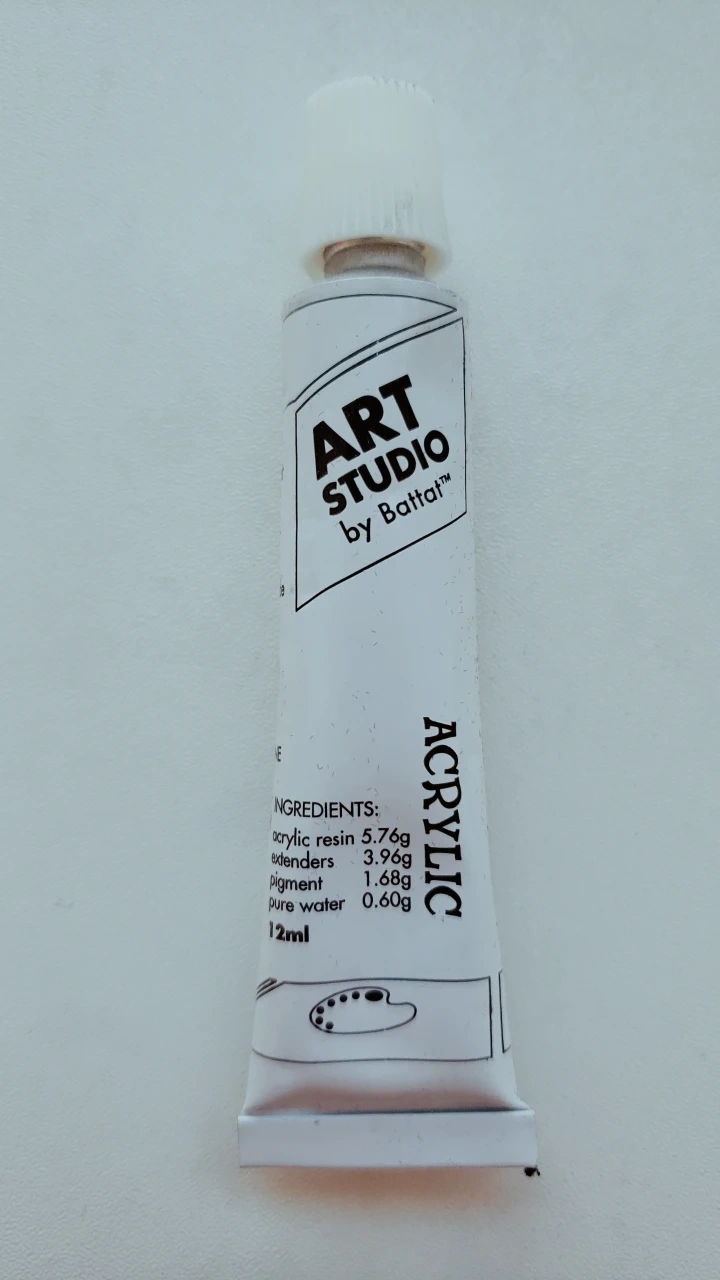 ART
STUDIO
by Battat™
ACRYLIC
INGREDIENTS:
acrylic resin 5.76g
extenders 3.96g
pigment 1.68g
pure water 0.60g
12ml